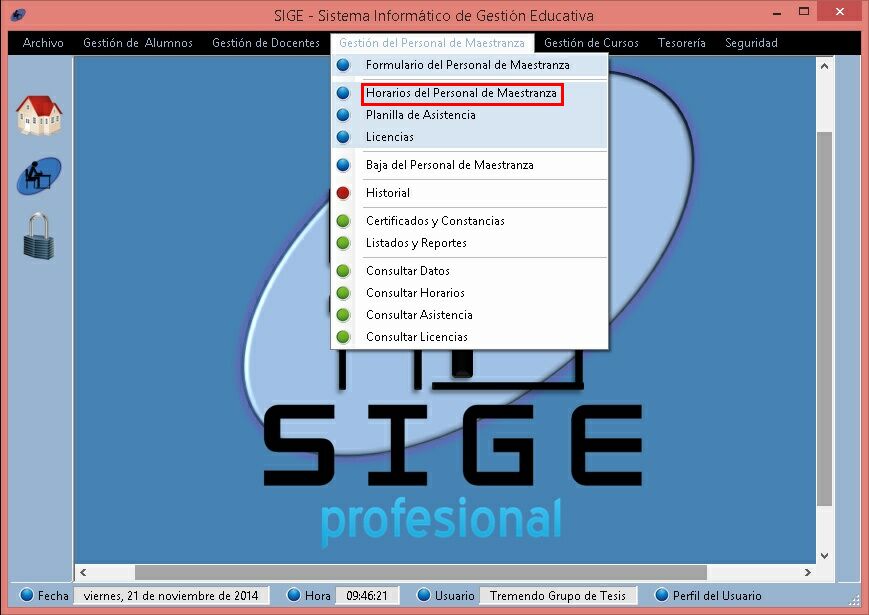 SIGE - Sistema Informático de Gestión Educativa
Archivo Gestión de Alumnos Gestión de Docentes Gestión del Personal de Maestranza Gestión de Cursos Tesorería Seguridad
Formulario del Personal de Maestranza
Horarios del Personal de Maestranza
Planilla de Asistencia
Licencias
Baja del Personal de Maestranza
Historial
Certificados y Constancias
Listados y Reportes
Consultar Datos
Consultar Horarios
Consultar Asistencia
Consultar Licencias
SIGE
profesional
Fecha viernes, 21 de noviembre de 2014 Hora 09:46:21 Usuario Tremendo Grupo de Tesis Perfil del Usuario